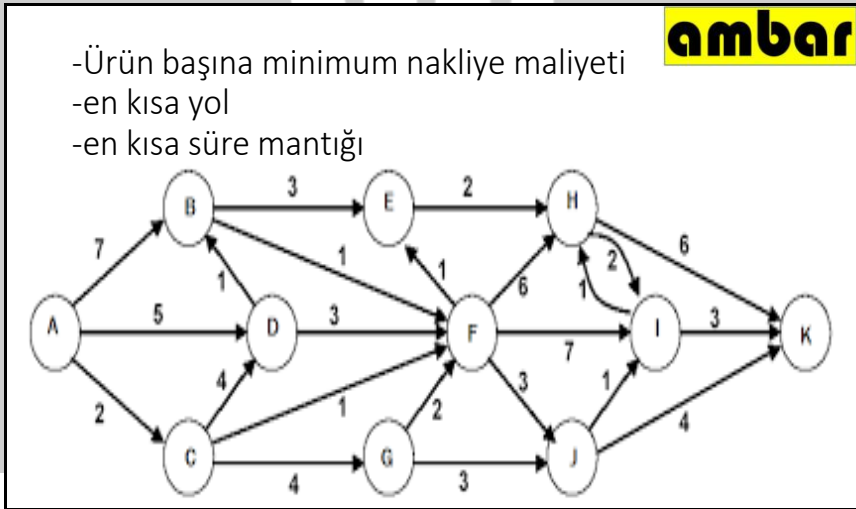 ambar
-Ürün başına minimum nakliye maliyeti
-en kısa yol
-en kısa süre mantığı
B 3 E 2 H
7 1 1 6 2 6
1 1
A 5 D 3 F 7 I 3 K
2 4 1 2 3 1 4
C 4 G 3 J